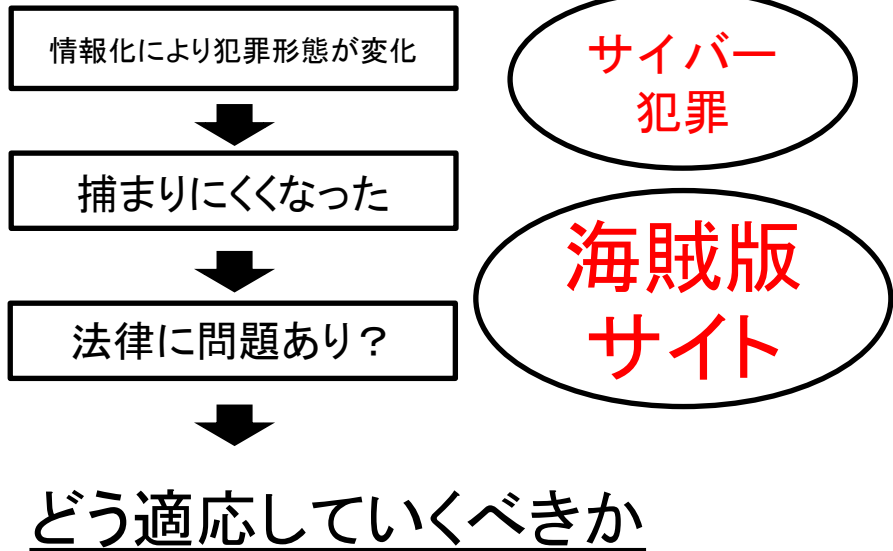 情報化により犯罪形態が変化
サイバー
犯罪
捕まりにくくなった
海賊版
サイト
法律に問題あり？
どう適応していくべきか